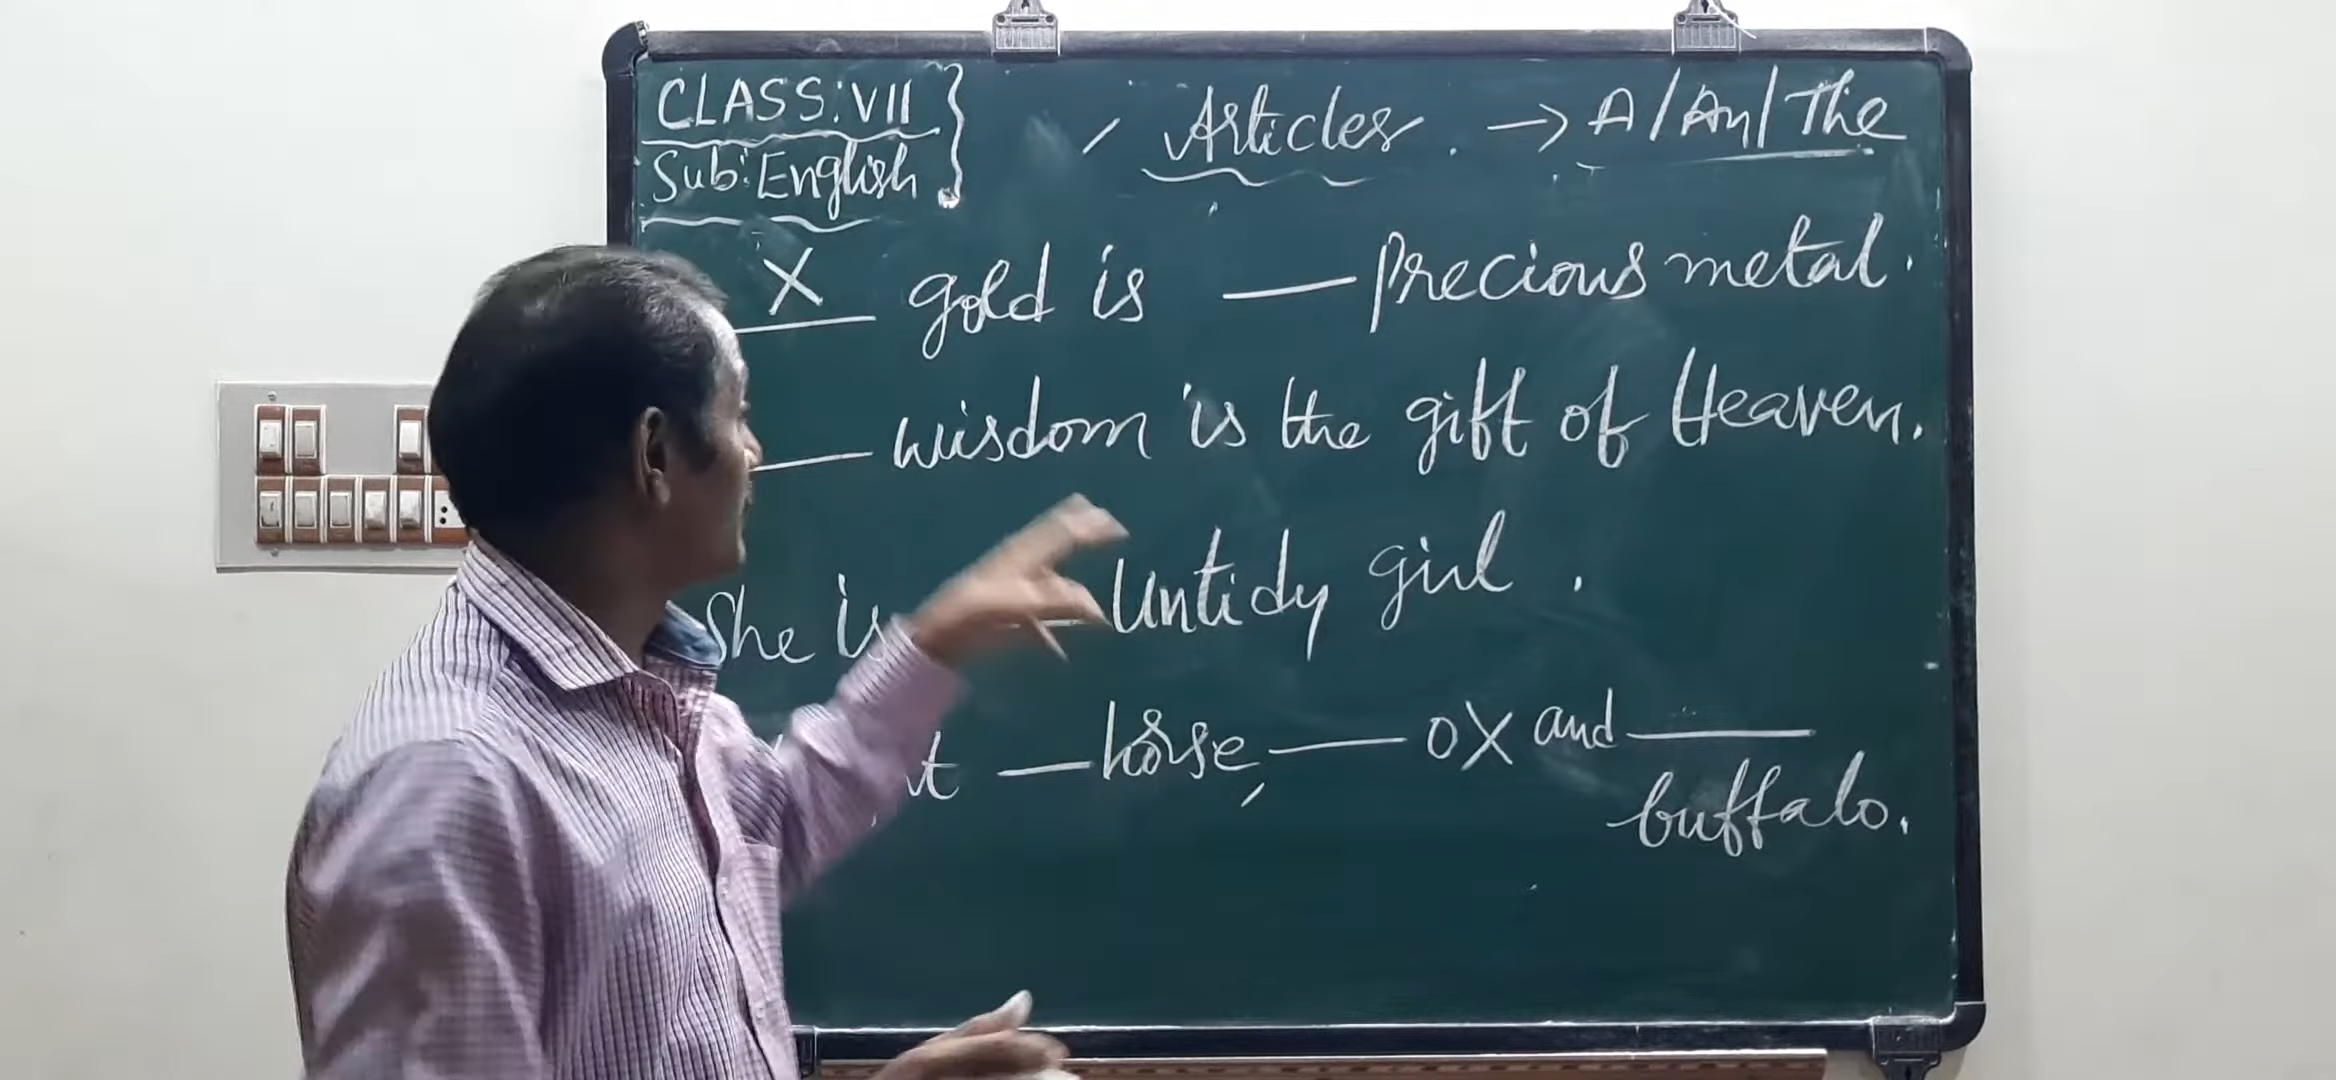 CLASS: VII
Sub: English
Articles → A/An/The
X gold is — precious metal.
— wisdom is the gift of Heaven.
She is — Untidy girl.
— horse, — ox and —
buffalo.